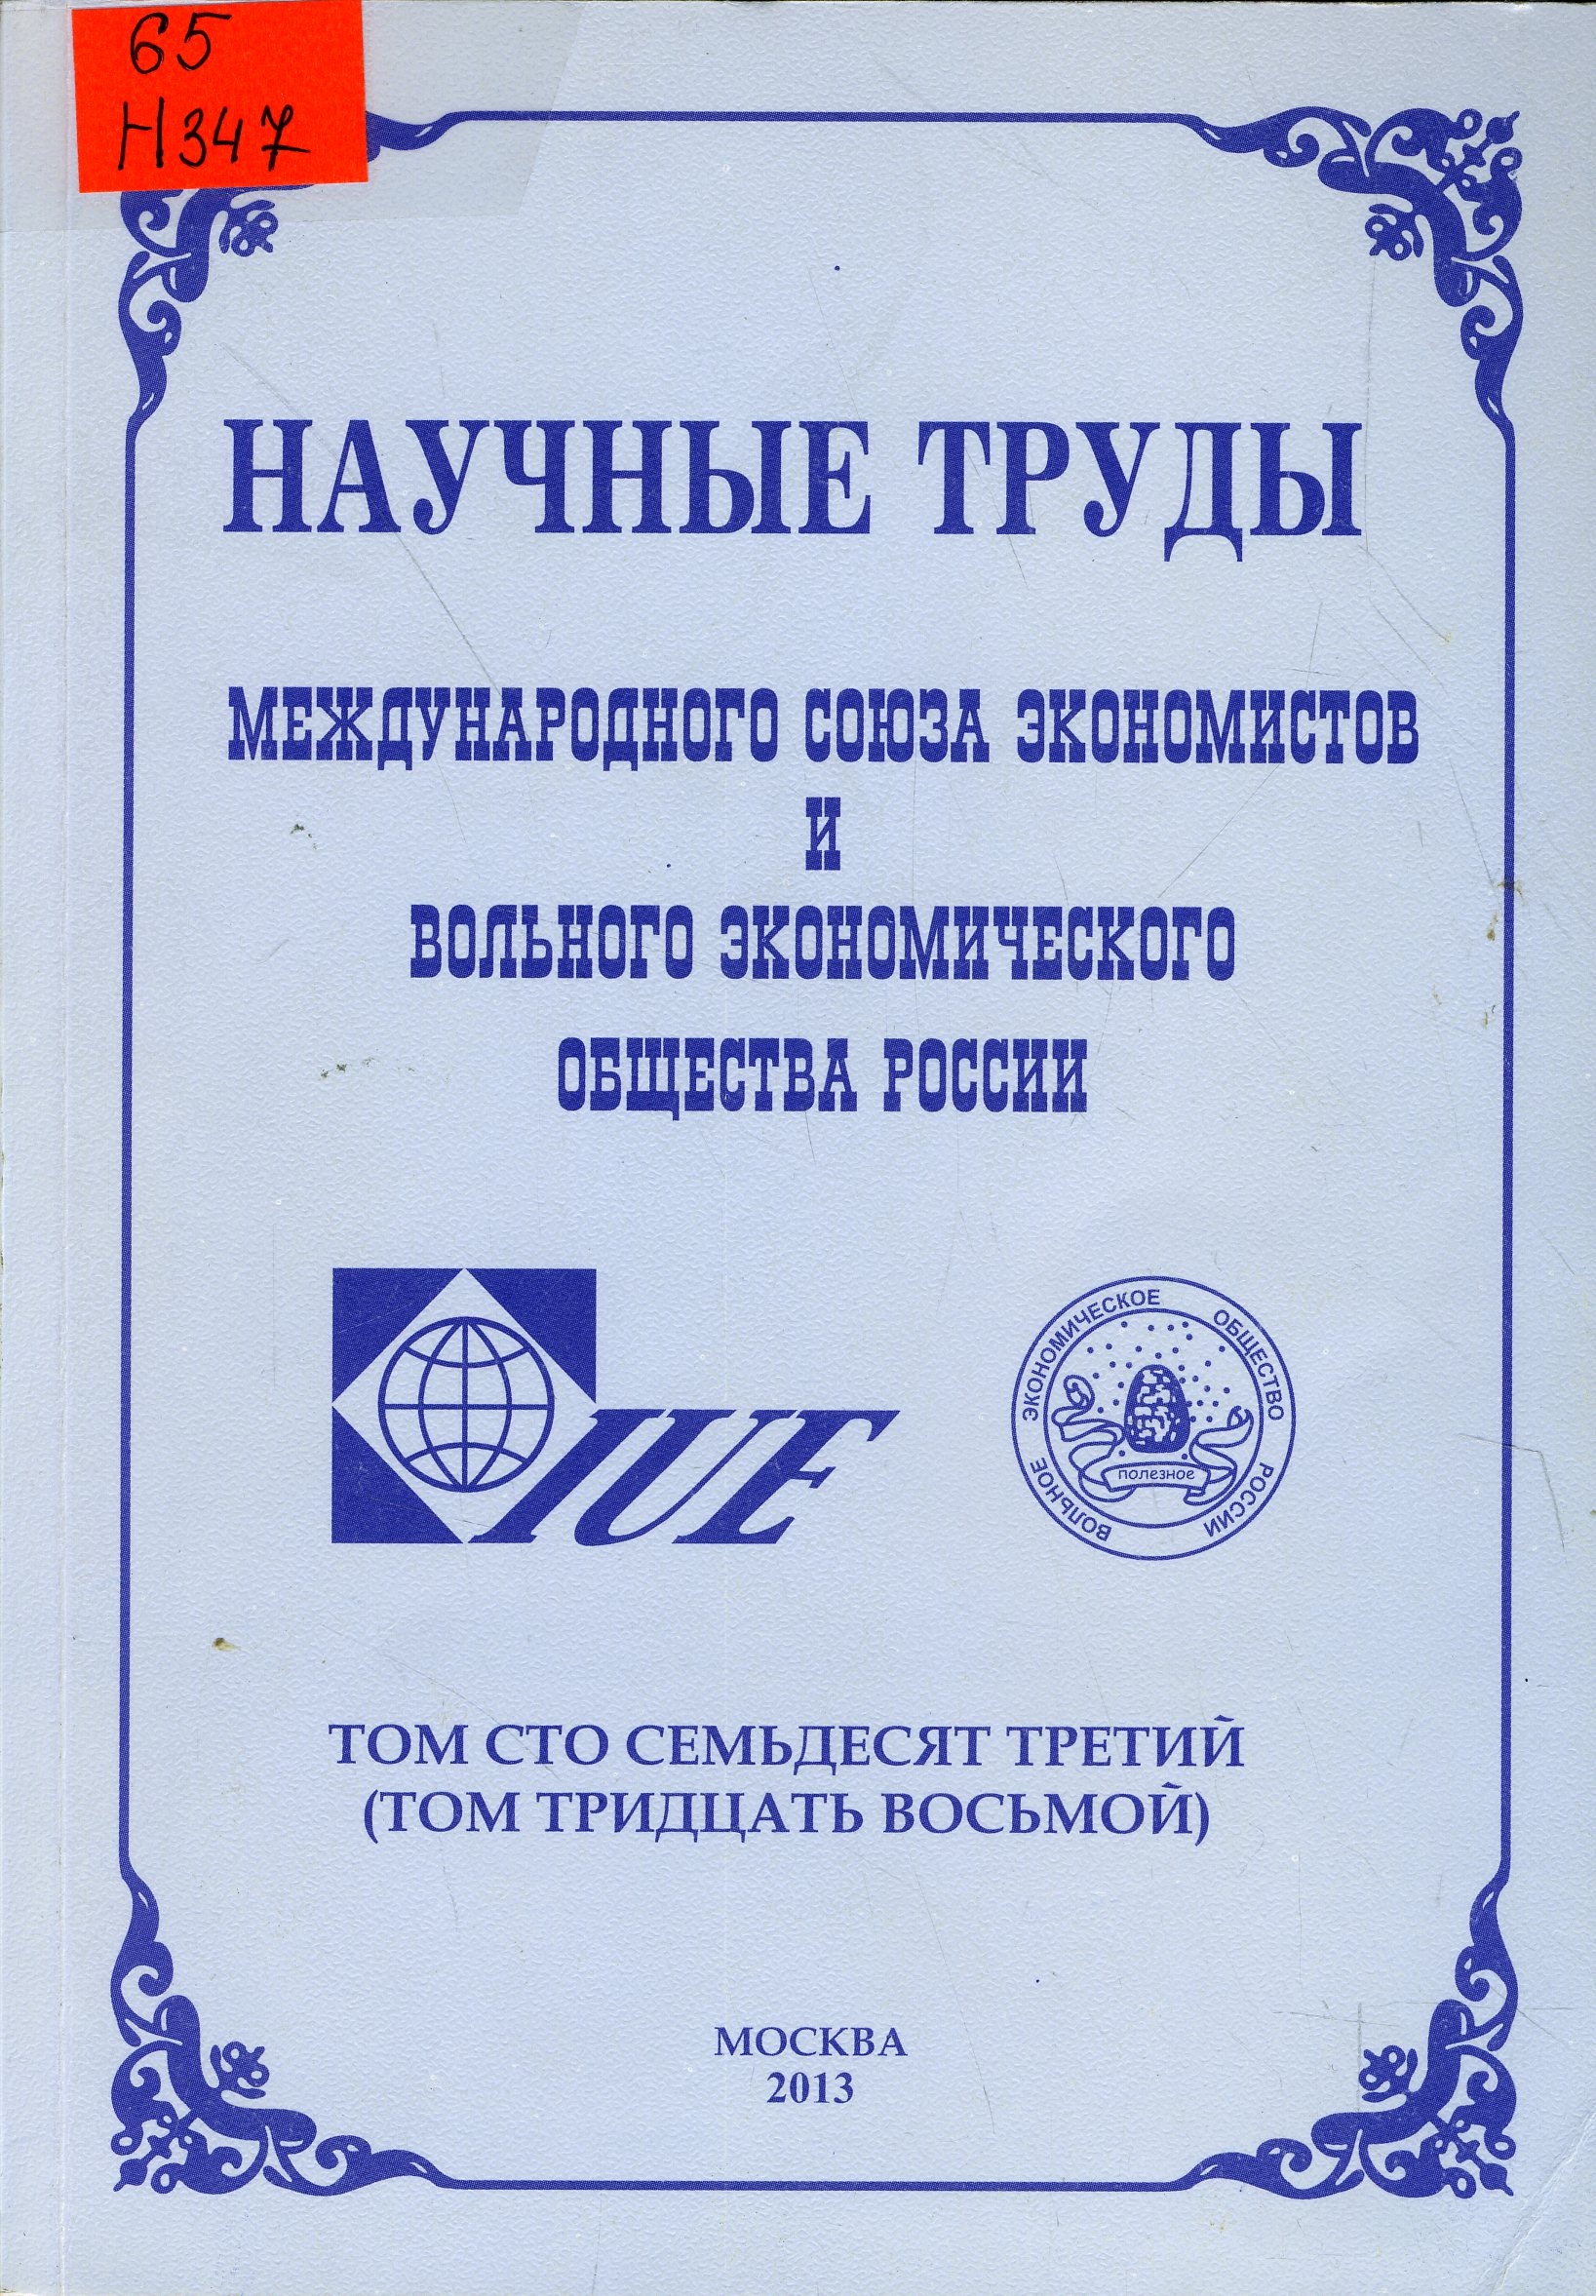 65
Н347
НАУЧНЫЕ ТРУДЫ
МЕЖДУНАРОДНОГО СОЮЗА ЭКОНОМИСТОВ
И
ВОЛЬНОГО ЭКОНОМИЧЕСКОГО
ОБЩЕСТВА РОССИИ
IUE
ВОЛЬНОЕ ЭКОНОМИЧЕСКОЕ ОБЩЕСТВО РОССИИ
ПОЛЕЗНОЕ
ТОМ СТО СЕМЬДЕСЯТ ТРЕТИЙ
(ТОМ ТРИДЦАТЬ ВОСЬМОЙ)
МОСКВА
2013